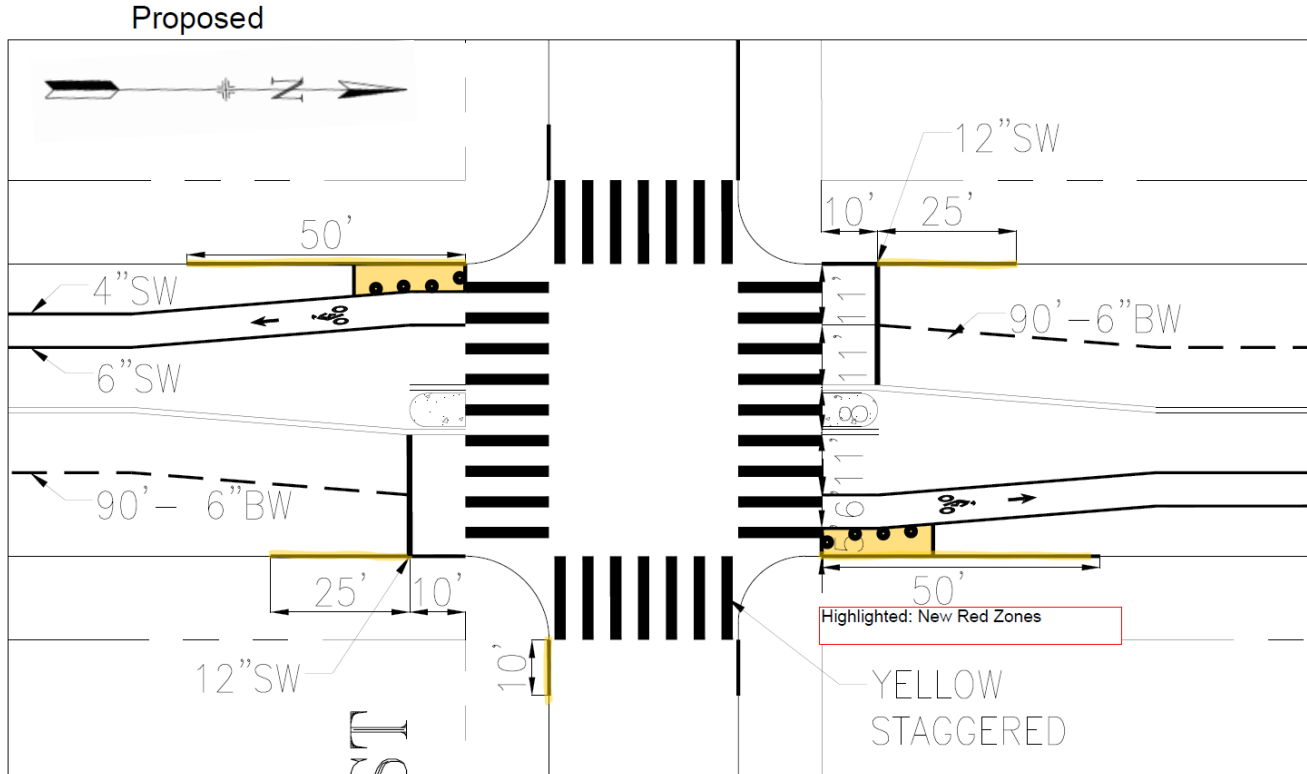 Proposed
N
12"SW
50'
10'
25'
4"SW
11'
90'-6"BW
6"SW
11'
8'
11'
90'- 6"BW
6'
5'
25'
10'
50'
Highlighted: New Red Zones
12"SW
10'
YELLOW
STAGGERED
ST